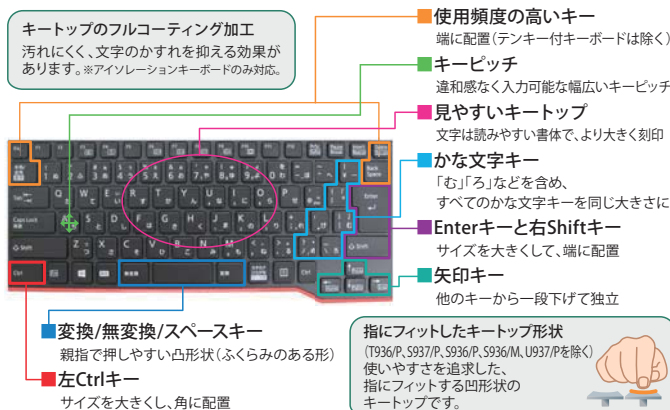 キートップのフルコーティング加工
汚れにくく、文字のかすれを抑える効果が
あります。※アイソレーションキーボードのみ対応。
■使用頻度の高いキー
端に配置(テンキー付キーボードは除く)
■キーピッチ
違和感なく入力可能な幅広いキーピッチ
■見やすいキートップ
文字は読みやすい書体で、より大きく刻印
■かな文字キー
「む」「ろ」などを含め、
すべてのかな文字キーを同じ大きさに
■Enterキーと右Shiftキー
サイズを大きくして、端に配置
■矢印キー
他のキーから一段下げて独立
■変換/無変換/スペースキー
親指で押しやすい凸形状(ふくらみのある形)
■左Ctrlキー
サイズを大きくし、角に配置
指にフィットしたキートップ形状
(T936/P、S937/P、S936/P、S936/M、U937/Pを除く)
使いやすさを追求した、
指にフィットする凹形状の
キートップです。
Back
Space
Q W E R T Y U I O P
Enter
Caps Lock
A S D F G H J K L
Shift
Z X C V B N M
Shift
Ctrl
無変換
変換
Ctrl